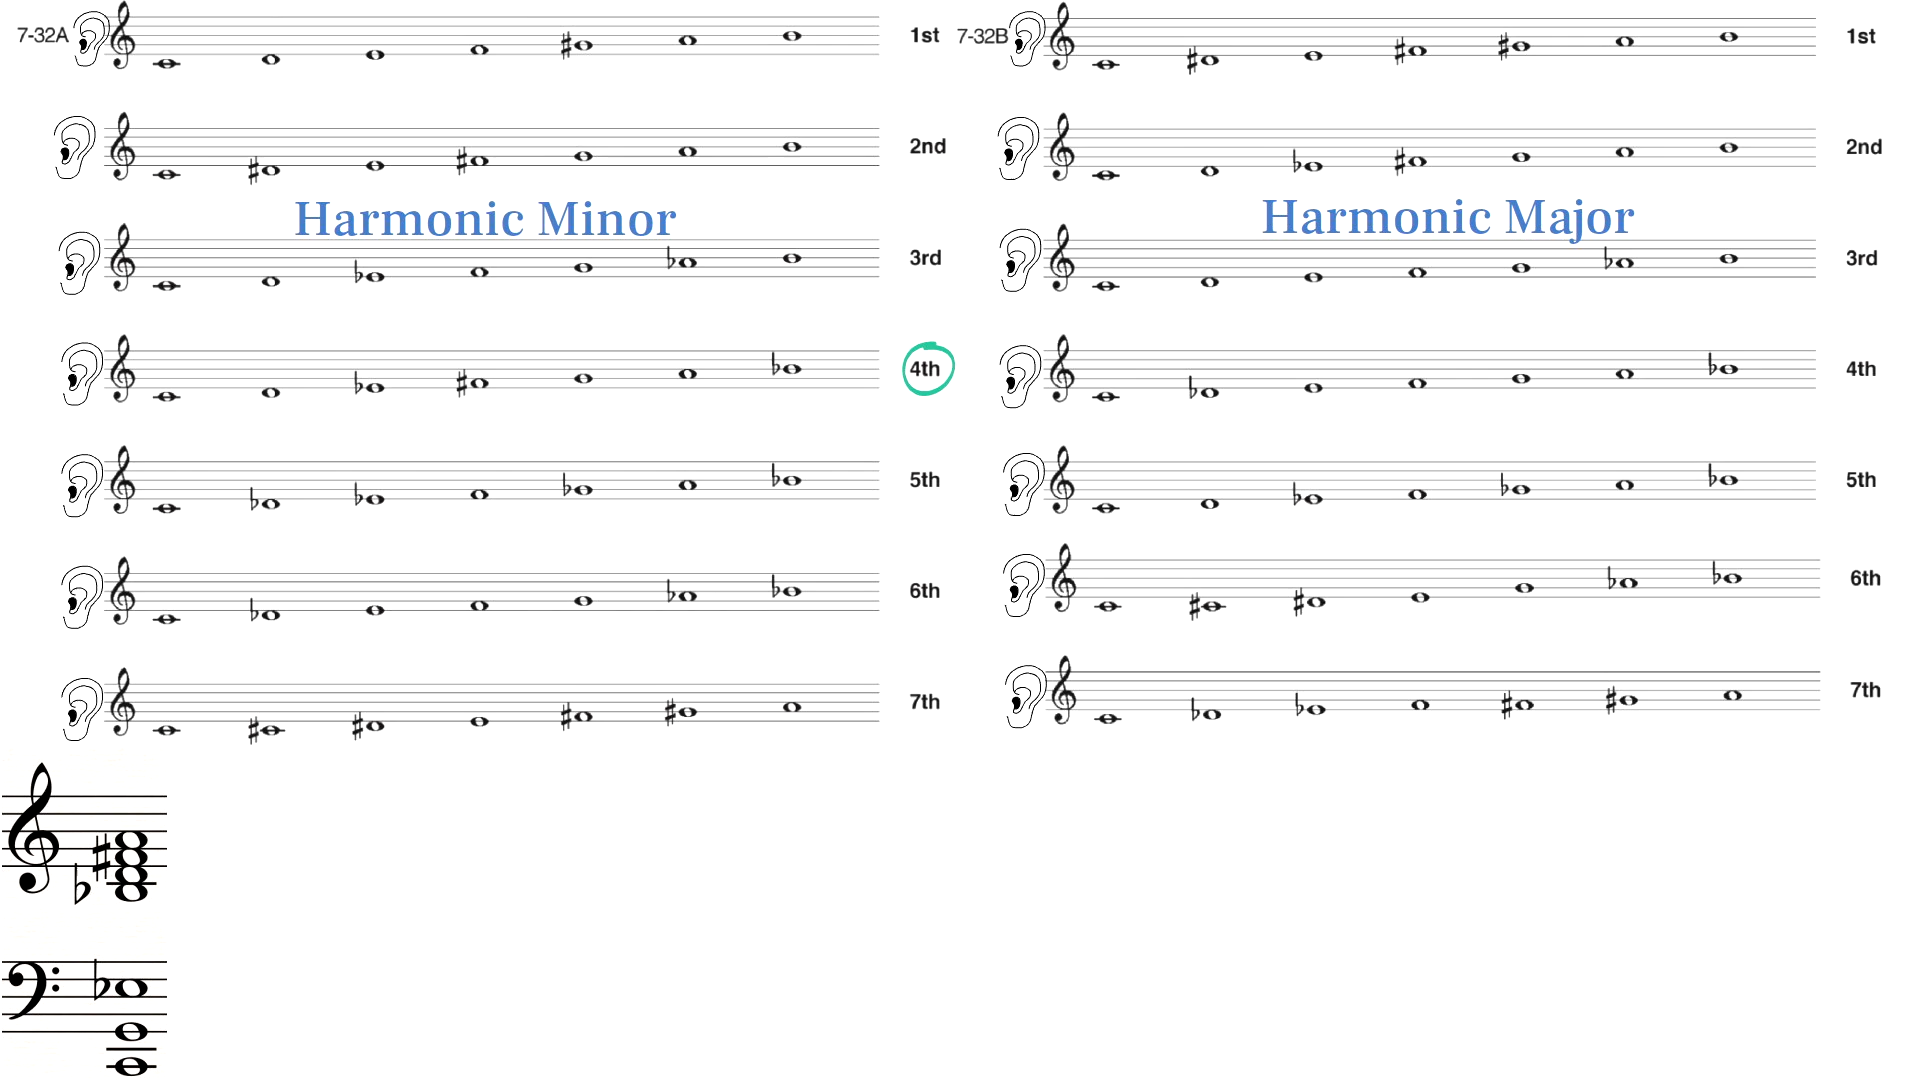 7-32A 1st 7-32B 1st
2nd 2nd
Harmonic Minor Harmonic Major
3rd 3rd
4th 4th
5th 5th
6th 6th
7th 7th